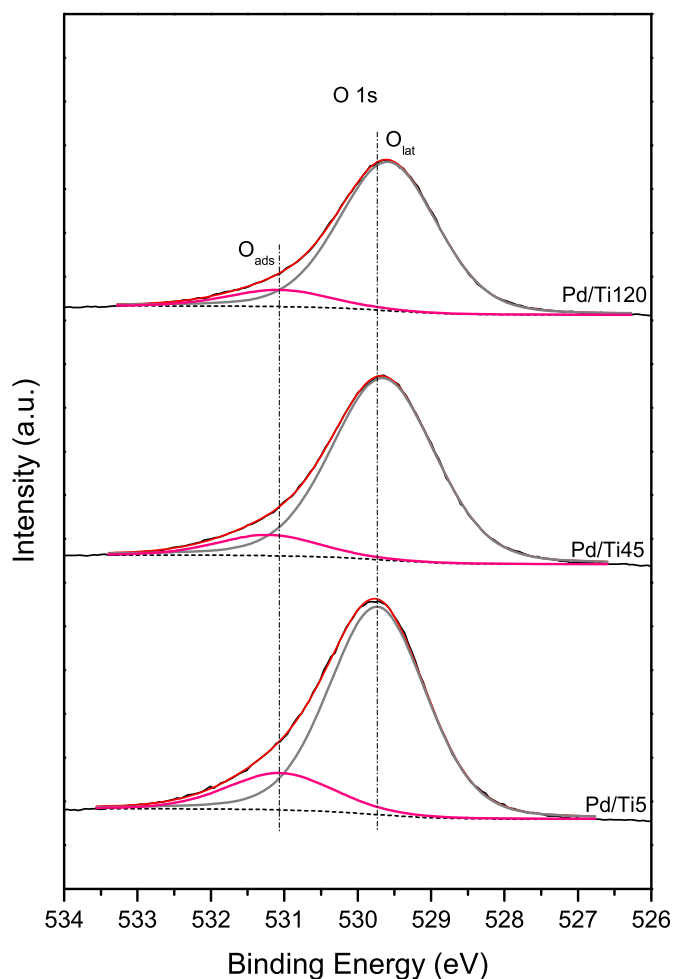 O 1s
O_lat
O_ads
Pd/Ti120
Pd/Ti45
Pd/Ti5
Intensity (a.u.)
534 533 532 531 530 529 528 527 526
Binding Energy (eV)